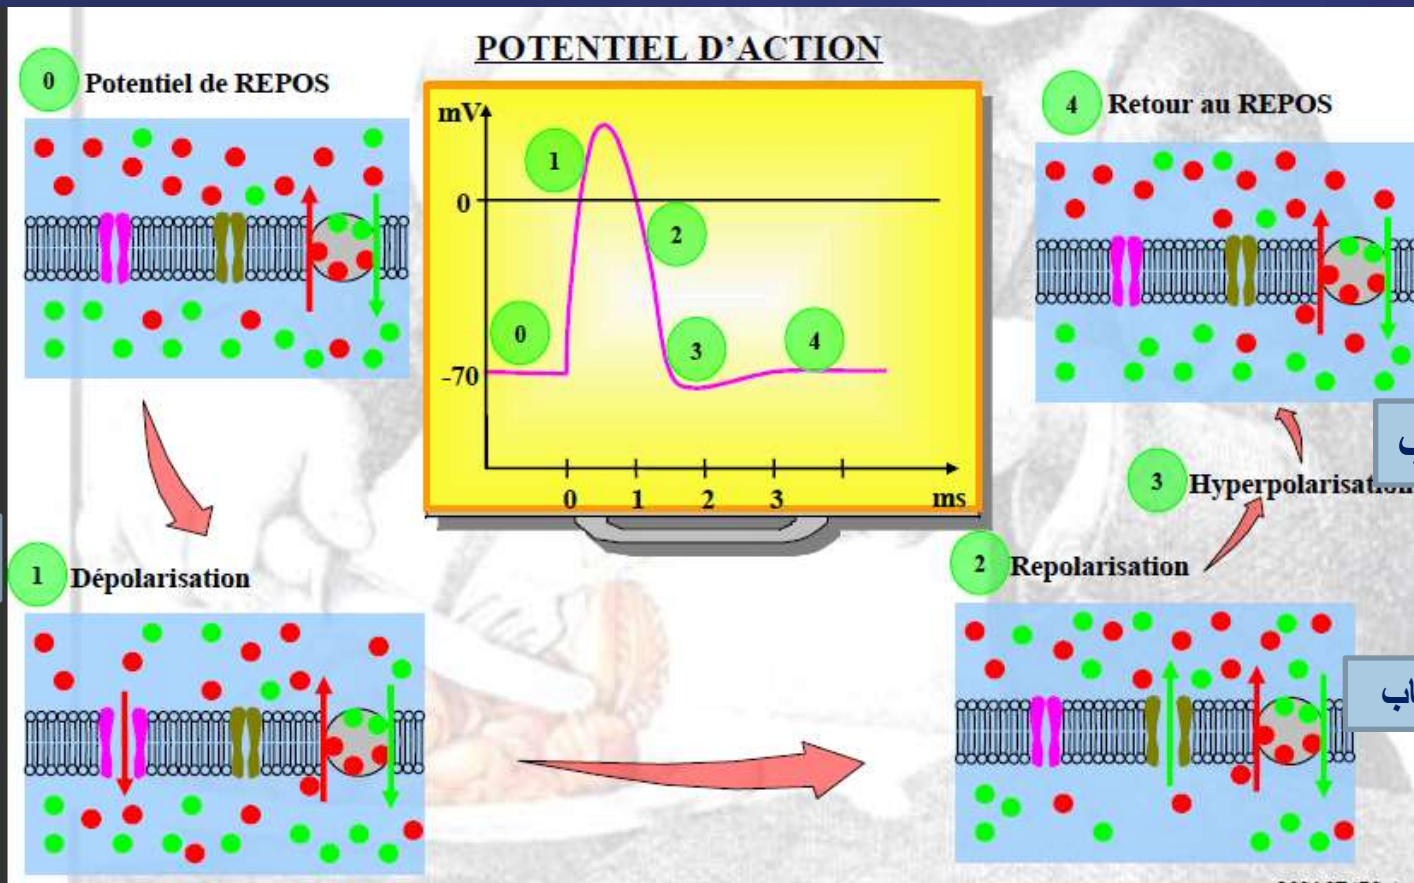 POTENTIEL D'ACTION
0 Potentiel de REPOS
mV
0
-70
0
1
2
3
4
0 1 2 3 ms
4 Retour au REPOS
3 Hyperpolarisation
2 Repolarisation
1 Dépolarisation